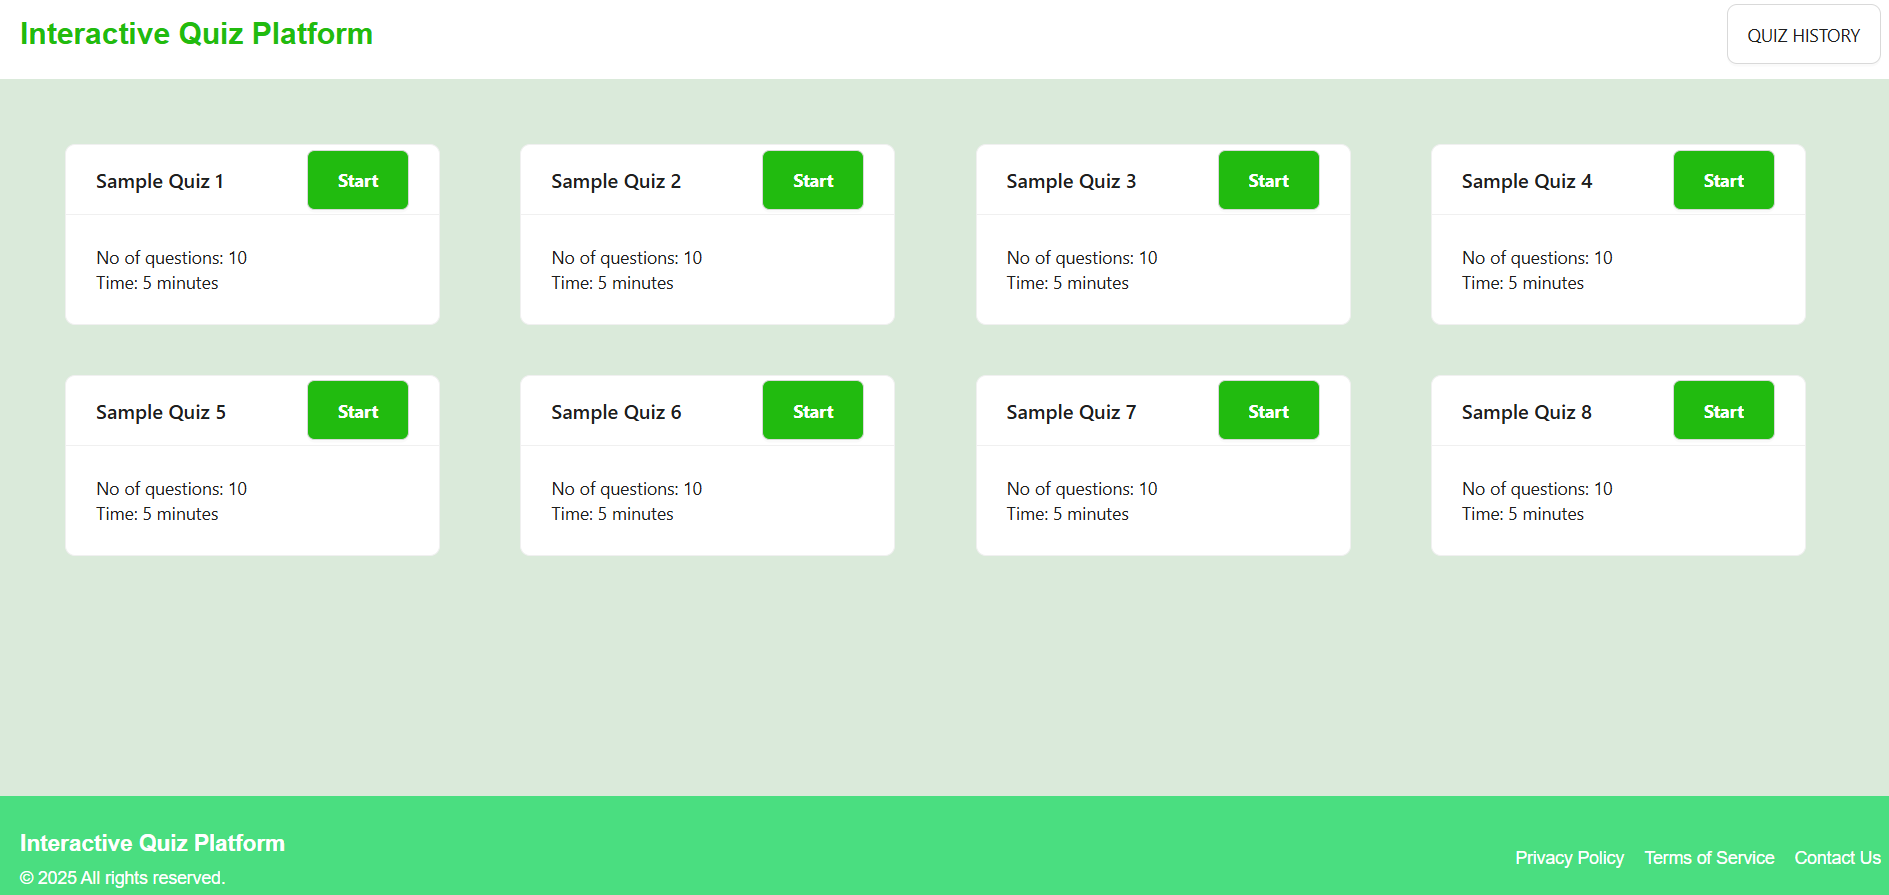 Interactive Quiz Platform
QUIZ HISTORY
Sample Quiz 1
Start
No of questions: 10
Time: 5 minutes
Sample Quiz 2
Start
No of questions: 10
Time: 5 minutes
Sample Quiz 3
Start
No of questions: 10
Time: 5 minutes
Sample Quiz 4
Start
No of questions: 10
Time: 5 minutes
Sample Quiz 5
Start
No of questions: 10
Time: 5 minutes
Sample Quiz 6
Start
No of questions: 10
Time: 5 minutes
Sample Quiz 7
Start
No of questions: 10
Time: 5 minutes
Sample Quiz 8
Start
No of questions: 10
Time: 5 minutes
Interactive Quiz Platform
© 2025 All rights reserved.
Privacy Policy
Terms of Service
Contact Us